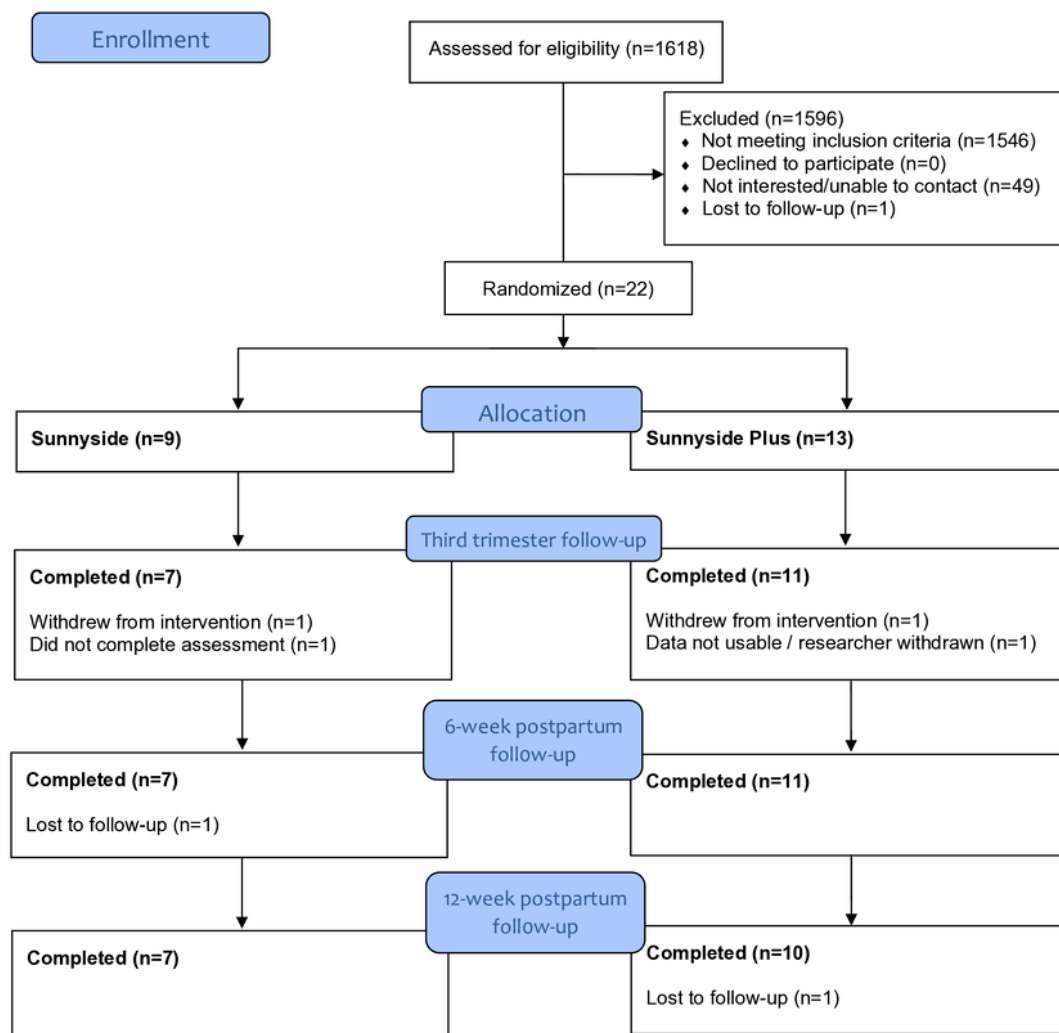 Enrollment
Assessed for eligibility (n=1618)
Excluded (n=1596)
♦ Not meeting inclusion criteria (n=1546)
♦ Declined to participate (n=0)
♦ Not interested/unable to contact (n=49)
♦ Lost to follow-up (n=1)
Randomized (n=22)
Allocation
Sunnyside (n=9)
Sunnyside Plus (n=13)
Third trimester follow-up
Completed (n=7)
Withdrew from intervention (n=1)
Did not complete assessment (n=1)
Completed (n=11)
Withdrew from intervention (n=1)
Data not usable / researcher withdrawn (n=1)
6-week postpartum
follow-up
Completed (n=7)
Lost to follow-up (n=1)
Completed (n=11)
12-week postpartum
follow-up
Completed (n=7)
Completed (n=10)
Lost to follow-up (n=1)